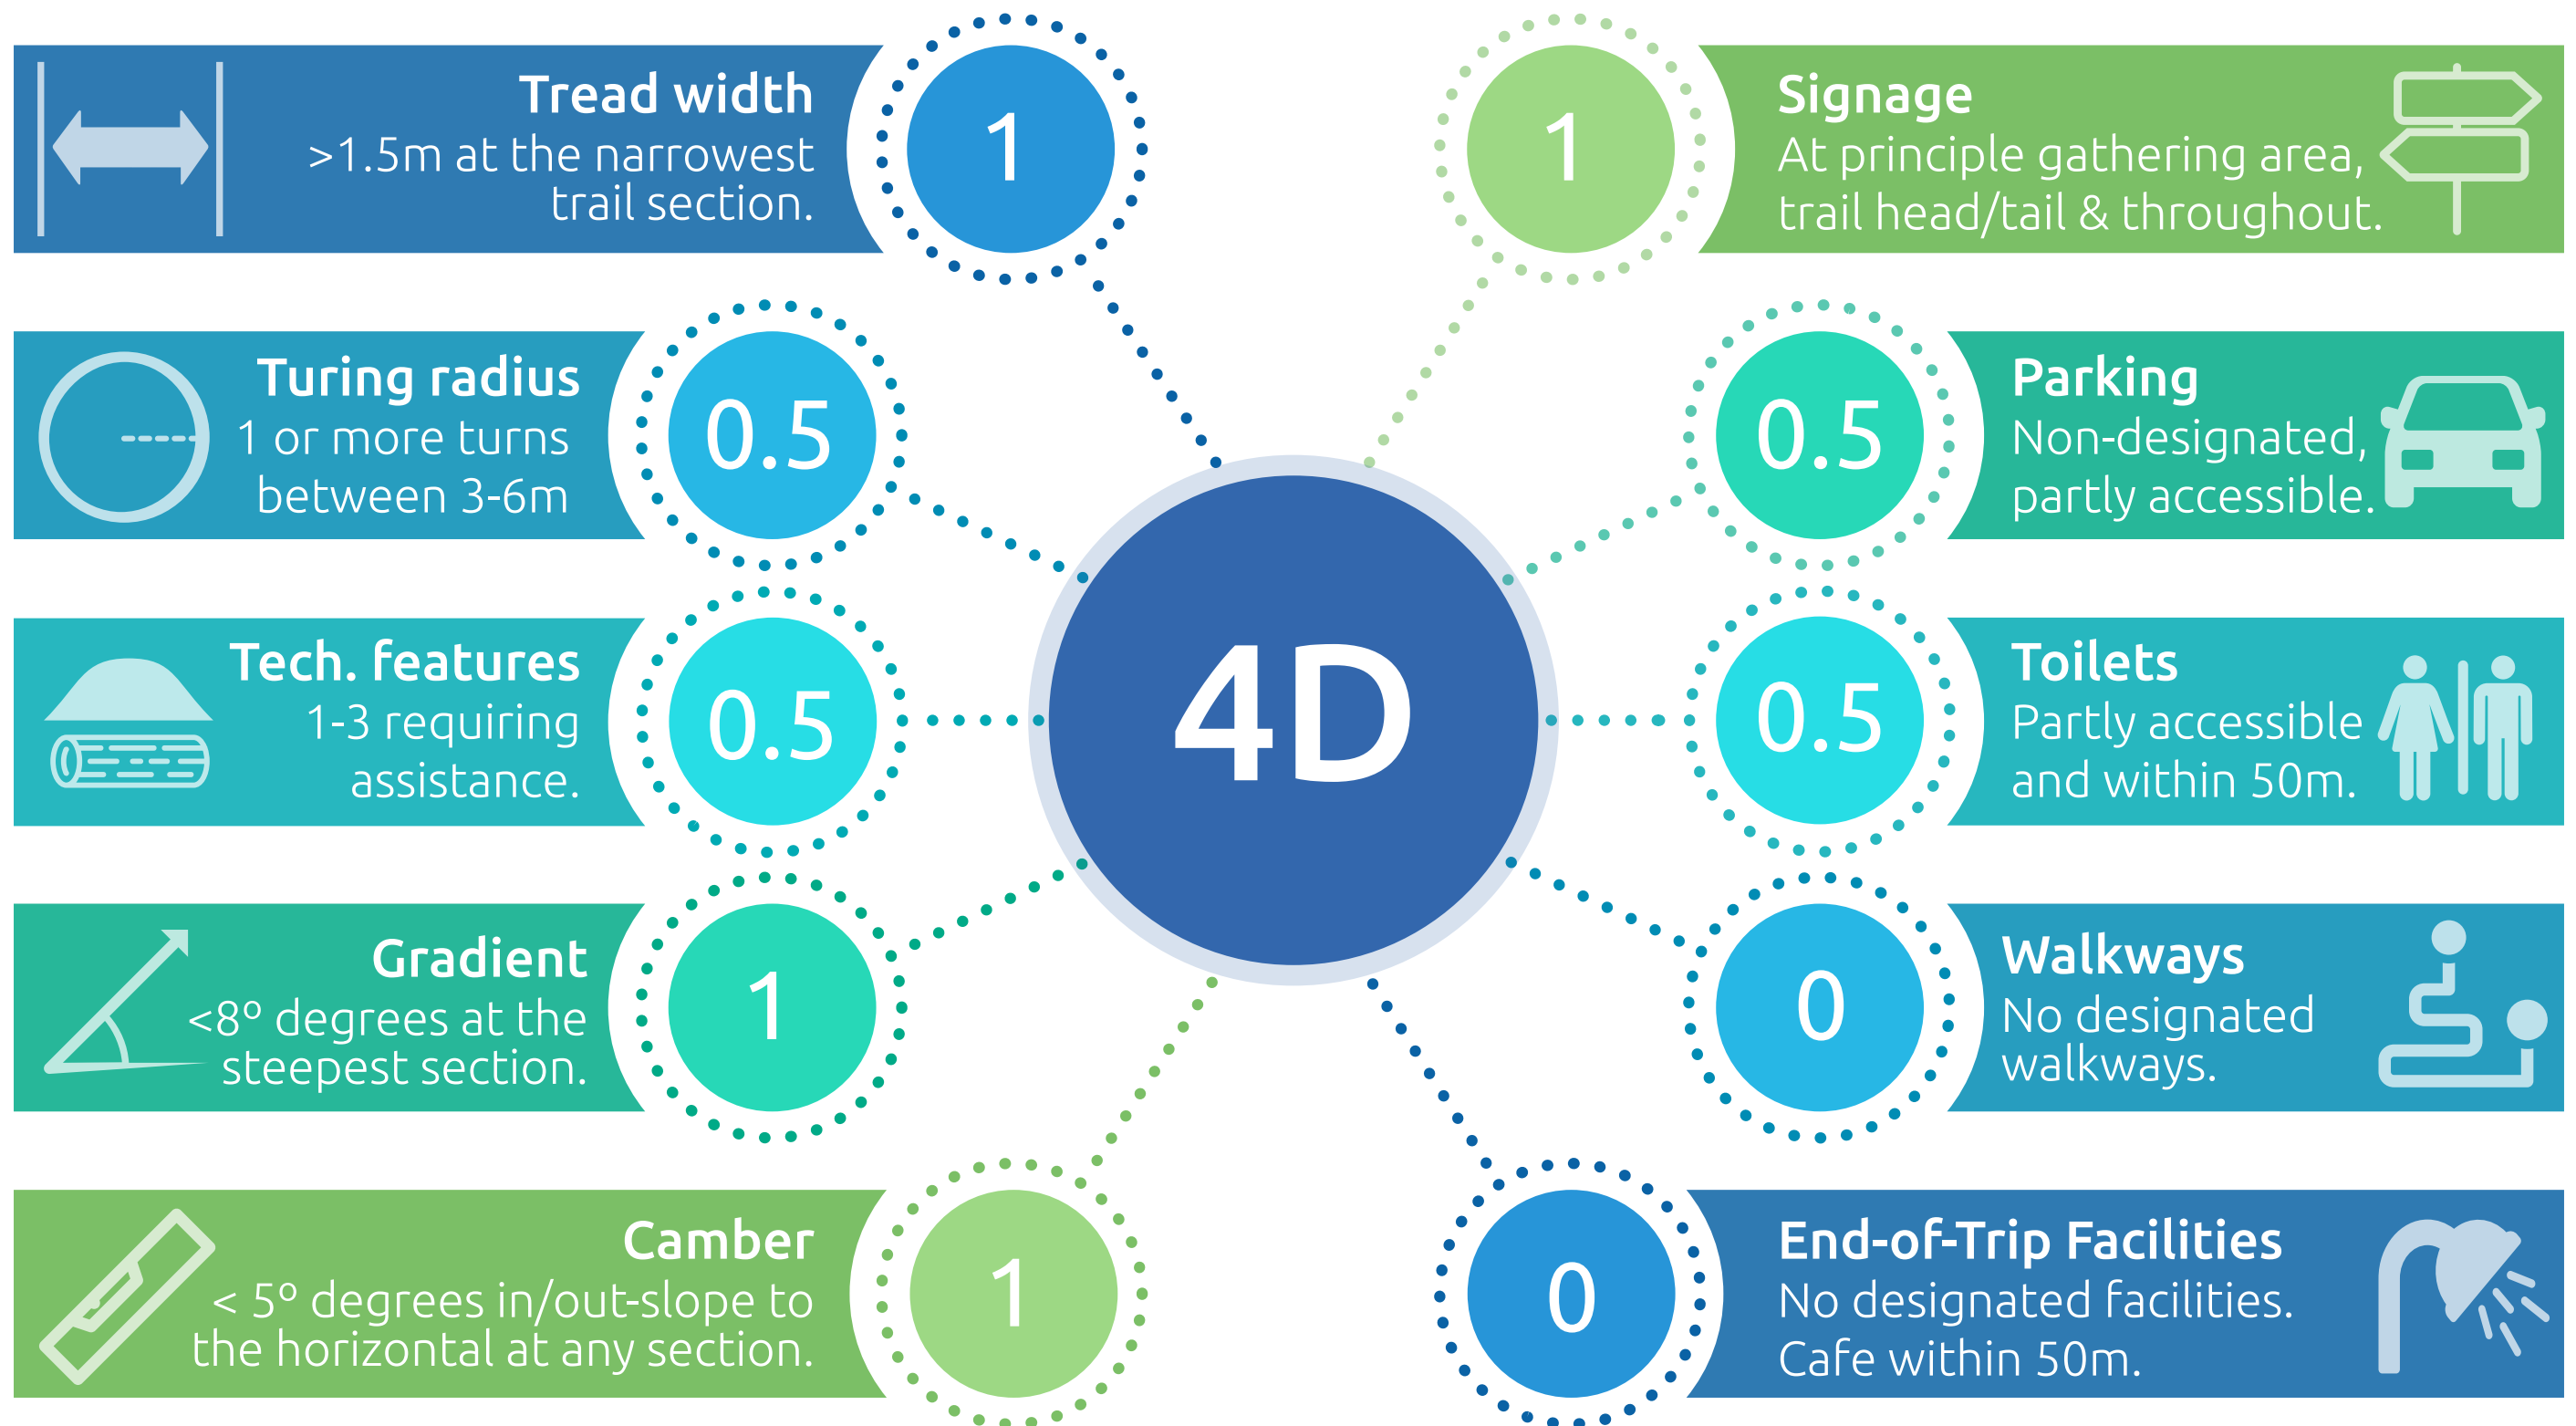 Tread width
>1.5m at the narrowest
trail section.
1
Turing radius
1 or more turns
between 3-6m
0.5
Tech. features
1-3 requiring
assistance.
0.5
Gradient
<8º degrees at the
steepest section.
1
Camber
< 5º degrees in/out-slope to
the horizontal at any section.
1
4D
1
Signage
At principle gathering area,
trail head/tail & throughout.
0.5
Parking
Non-designated,
partly accessible.
0.5
Toilets
Partly accessible
and within 50m.
0
Walkways
No designated
walkways.
0
End-of-Trip Facilities
No designated facilities.
Cafe within 50m.